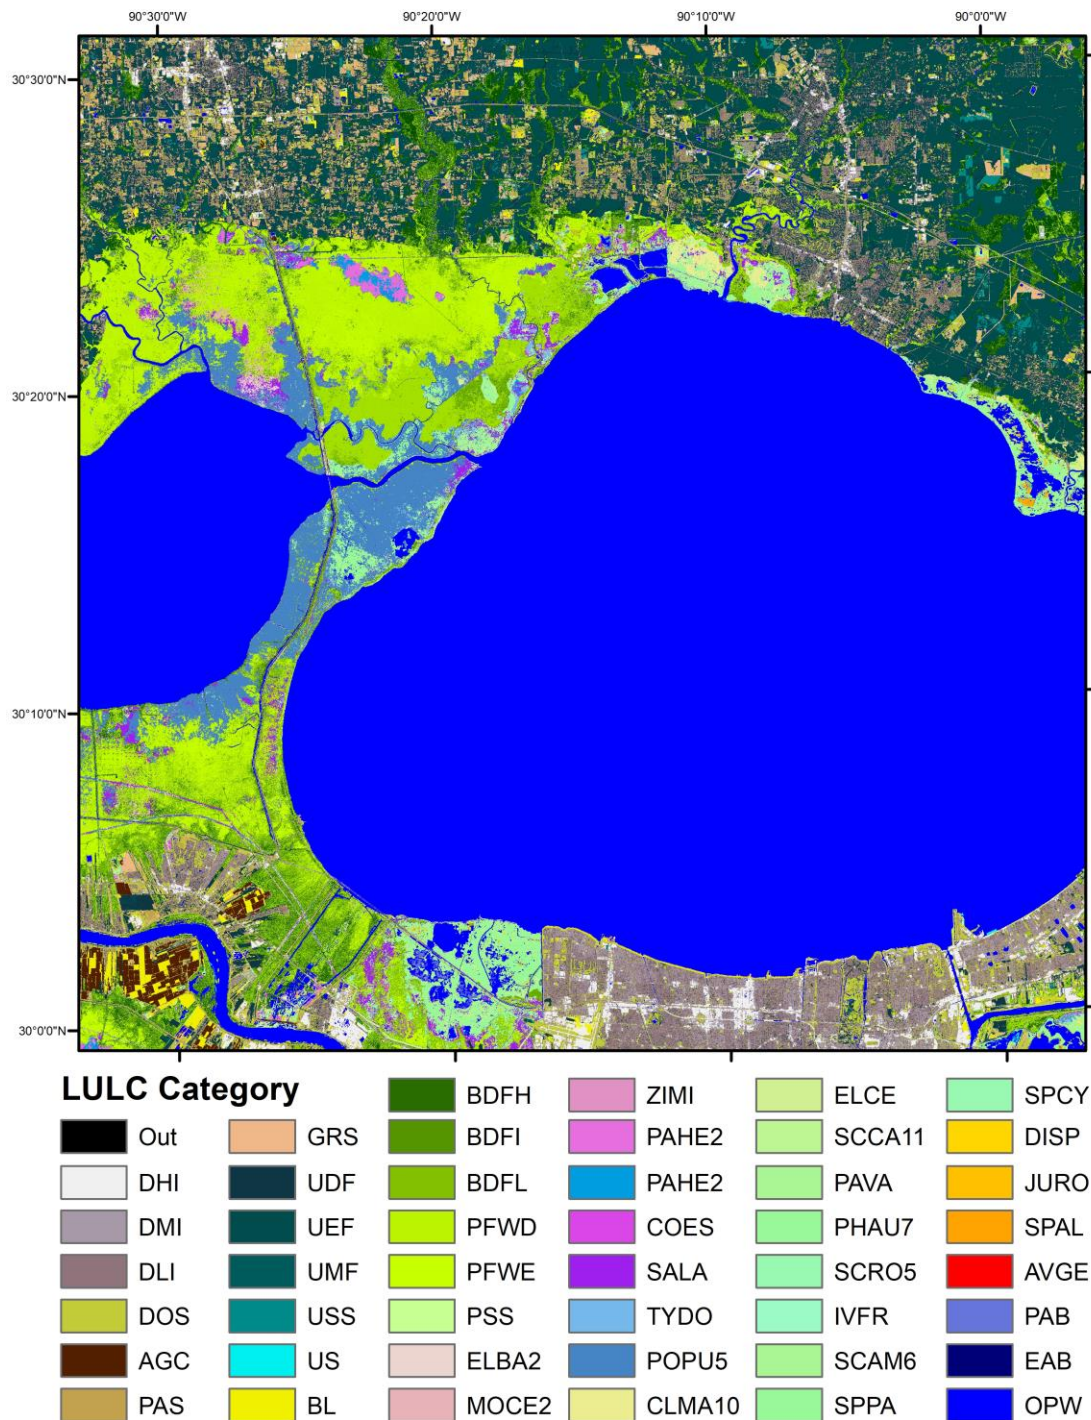 90°30'0"W 90°20'0"W 90°10'0"W 90°0'0"W
30°30'0"N
30°20'0"N
30°10'0"N
30°0'0"N
LULC Category
BDFH ZIMI ELCE SPCY
Out GRS BDFI PAHE2 SCCA11 DISP
DHI UDF BDFL PAHE2 PAVA JURO
DMI UEF PFWD COES PHAU7 SPAL
DLI UMF PFWE SALA SCRO5 AVGE
DOS USS PSS TYDO IVFR PAB
AGC US ELBA2 POPU5 SCAM6 EAB
PAS BL MOCE2 CLMA10 SPPA OPW